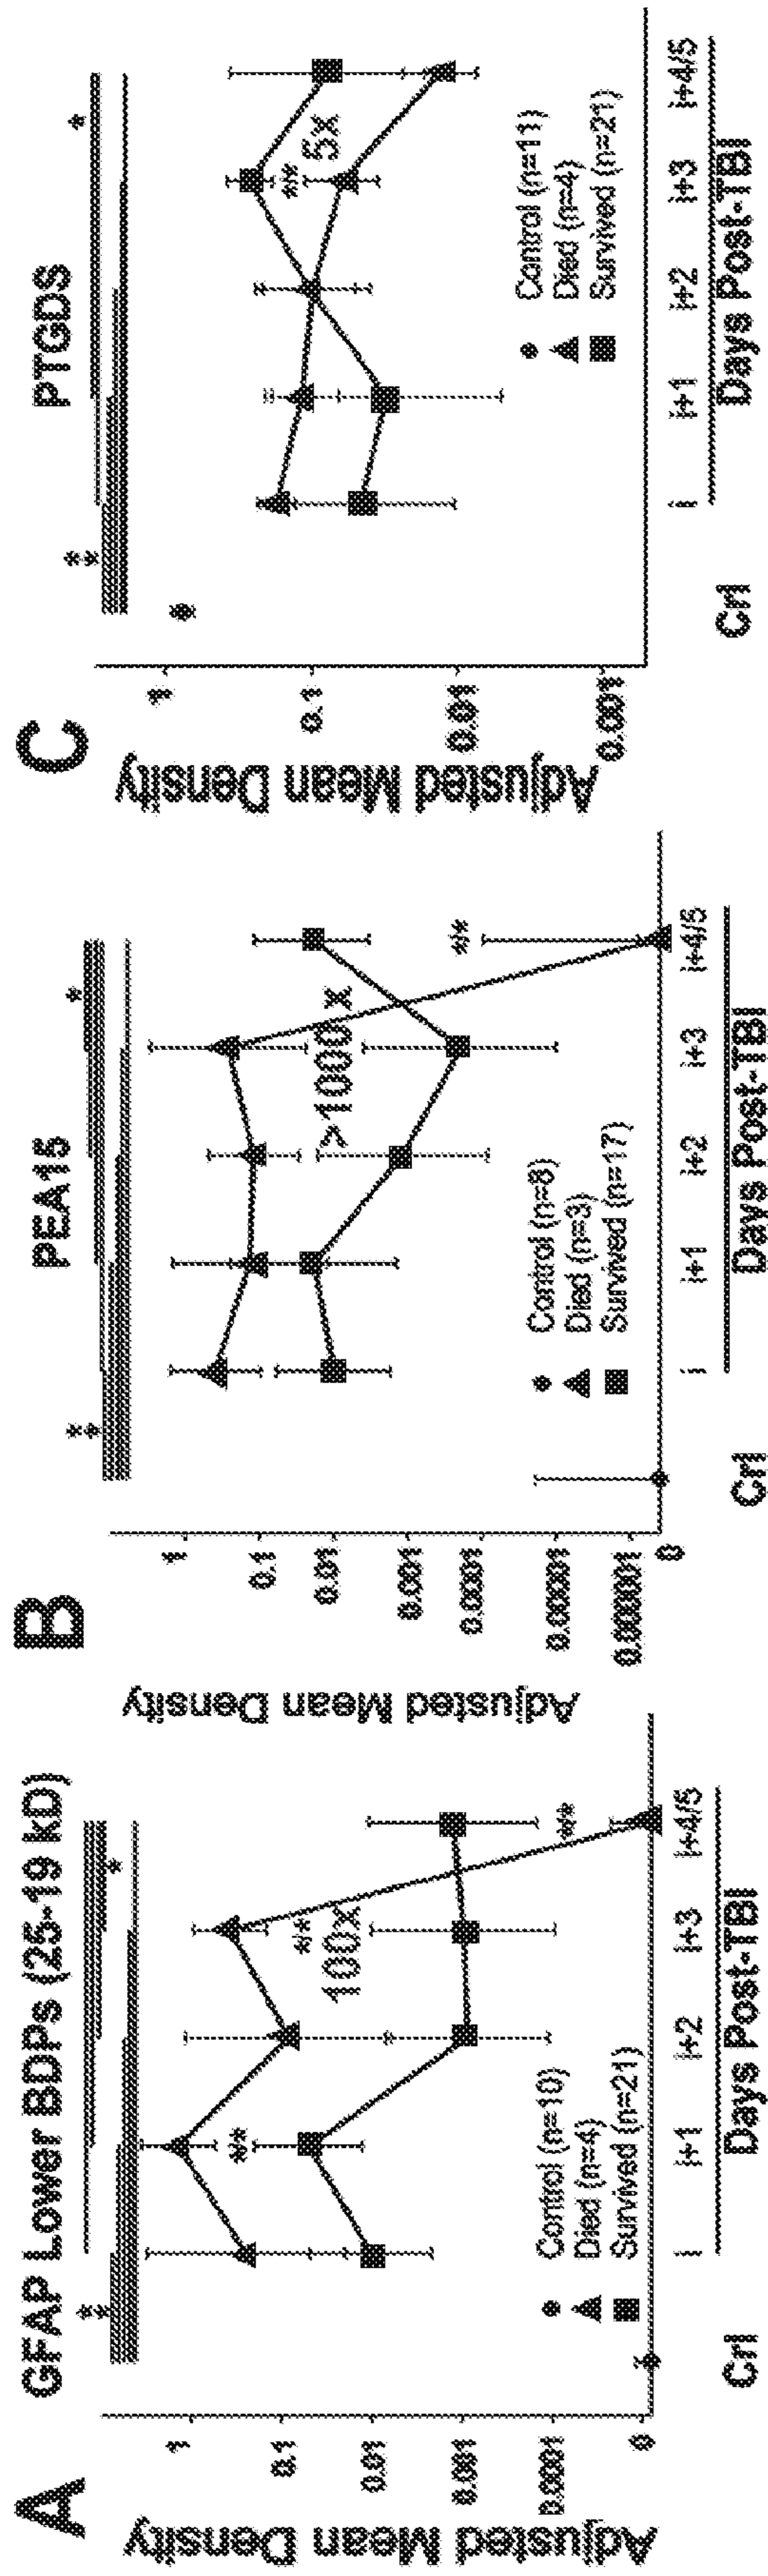 A
GFAP Lower BDPs (25-19 kD)
**
*
Adjusted Mean Density
1
0.1
0.01
0.001
0.0001
0
*/*
*/*
100x
*/*
Control (n=10)
Died (n=4)
Survived (n=21)
Crl
i
i+1
i+2
i+3
i+4/5
Days Post-TBI
B
PEA15
**
*
Adjusted Mean Density
1
0.1
0.01
0.001
0.0001
0.00001
0.000001
0
>1000 x
*/*
Control (n=8)
Died (n=3)
Survived (n=17)
Crl
i
i+1
i+2
i+3
i+4/5
Days Post-TBI
C
PTGDS
**
*
Adjusted Mean Density
1
0.1
0.01
0.001
*/*
5x
Control (n=11)
Died (n=4)
Survived (n=21)
Crl
i
i+1
i+2
i+3
i+4/5
Days Post-TBI